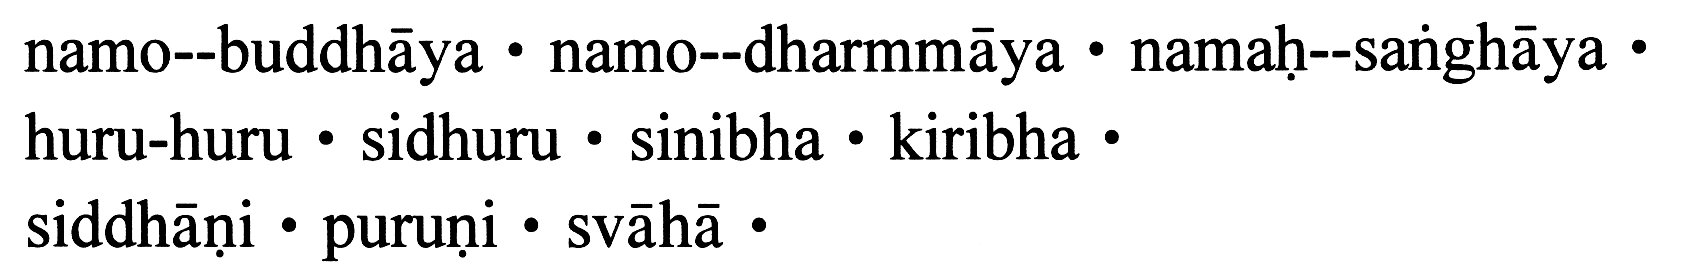 namo--buddhāya • namo--dharmmāya • namaḥ--saṅghāya •
huru-huru • sidhuru • sinibha • kiribha •
siddhāṇi • puruṇi • svāhā •